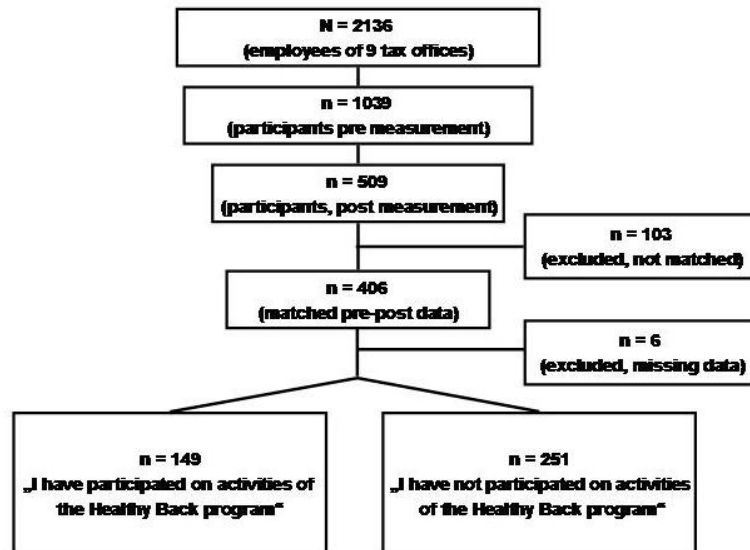 N = 2136
(employees of 9 tax offices)
n = 1039
(participants pre measurement)
n = 509
(participants, post measurement)
n = 103
(excluded, not matched)
n = 406
(matched pre-post data)
n = 6
(excluded, missing data)
n = 149
„I have participated on activities of
the Healthy Back program“
n = 251
„I have not participated on activities
of the Healthy Back program“